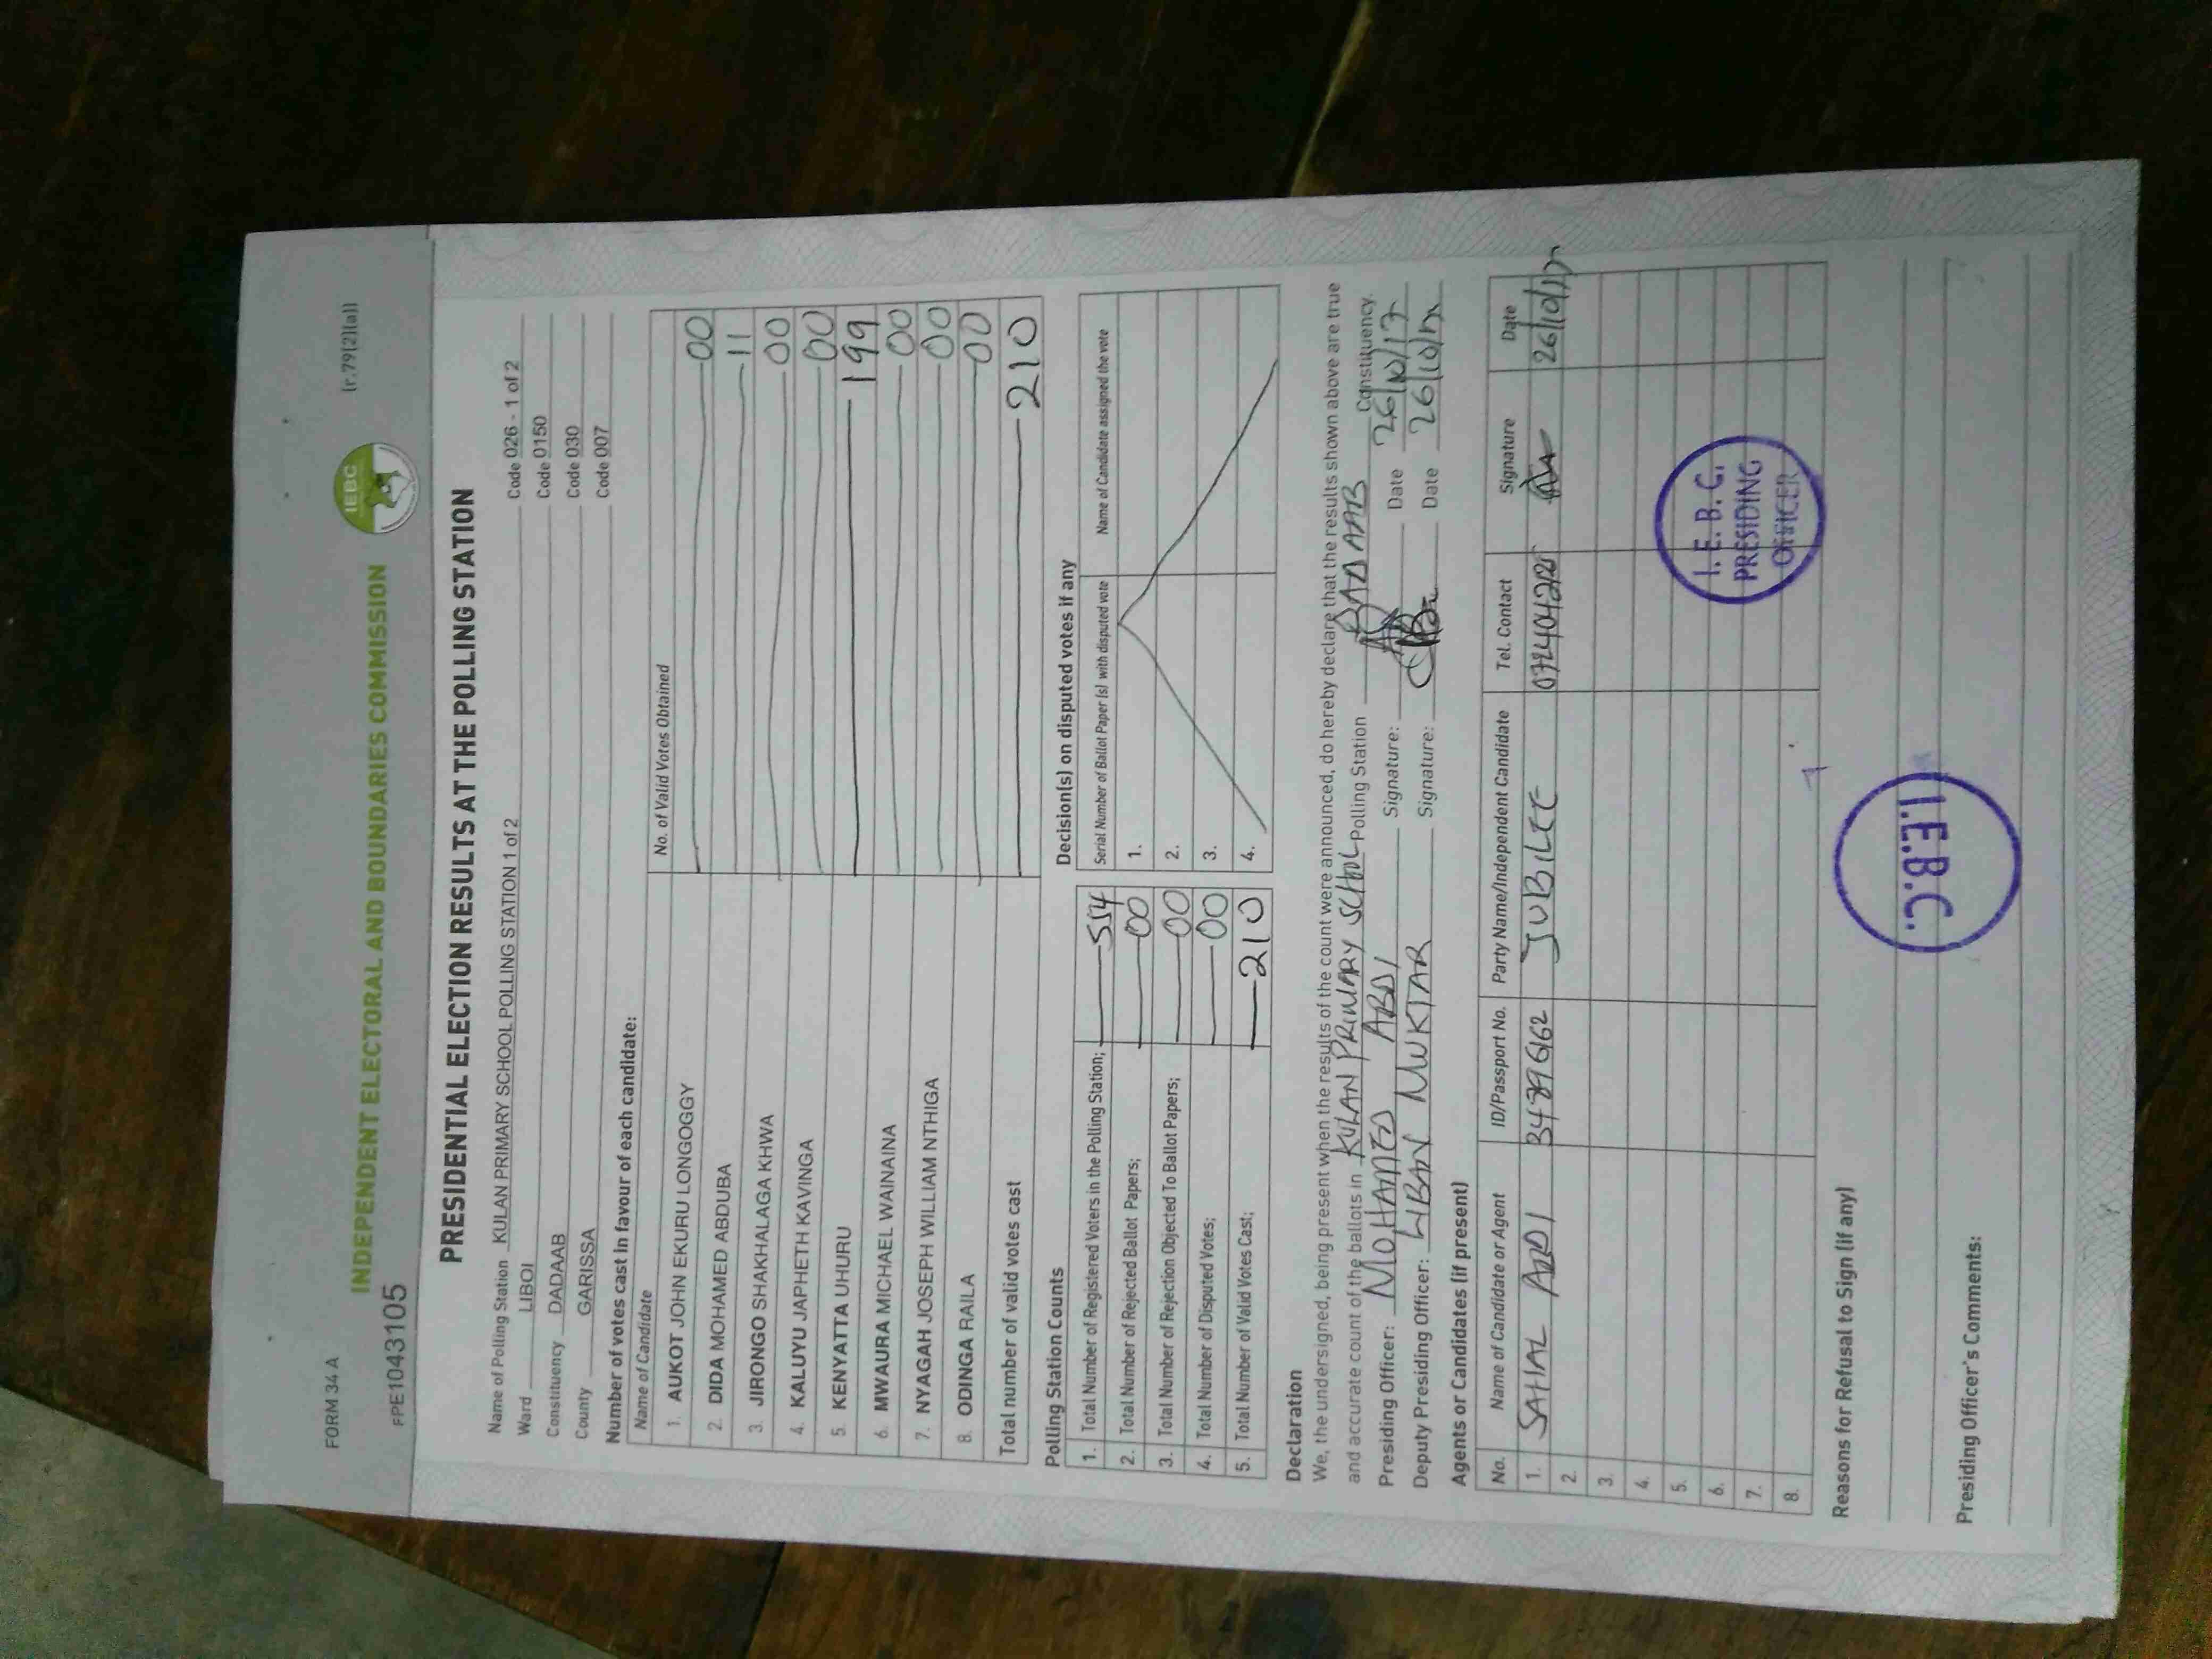 FORM 34 A
(r.79(2)(a))
IEBC
INDEPENDENT ELECTORAL AND BOUNDARIES COMMISSION
FPE1043105
PRESIDENTIAL ELECTION RESULTS AT THE POLLING STATION
Name of Polling Station KULAN PRIMARY SCHOOL POLLING STATION 1 of 2 Code 026 - 1 of 2
Ward LIBOI Code 0150
Constituency DADAAB Code 030
County GARISSA Code 007
Number of votes cast in favour of each candidate:
Name of Candidate No. of Valid Votes Obtained
1. AUKOT JOHN EKURU LONGOGGY 00
2. DIDA MOHAMED ABDUBA 11
3. JIRONGO SHAKHALAGA KHWA 00
4. KALUYU JAPHETH KAVINGA 00
5. KENYATTA UHURU 199
6. MWAURA MICHAEL WAINAINA 00
7. NYAGAH JOSEPH WILLIAM NTHIGA 00
8. ODINGA RAILA 00
Total number of valid votes cast 210
Polling Station Counts
1. Total Number of Registered Voters in the Polling Station; 514
2. Total Number of Rejected Ballot Papers; 00
3. Total Number of Rejection Objected To Ballot Papers; 00
4. Total Number of Disputed Votes; 00
5. Total Number of Valid Votes Cast; 210
Decision(s) on disputed votes if any
Serial Number of Ballot Paper (s) with disputed vote Name of Candidate assigned the vote
1.
2.
3.
4.
Declaration
We, the undersigned, being present when the results of the count were announced, do hereby declare that the results shown above are true
and accurate count of the ballots in KULAN PRIMARY SCHOOL Polling Station DADAAB Constituency.
Presiding Officer: MOHAMED ABDI Signature: Date 26/10/17
Deputy Presiding Officer: LIBAN MUKTAR Signature: Date 26/10/17
Agents or Candidates (if present)
No. Name of Candidate or Agent ID/Passport No. Party Name/Independent Candidate Tel. Contact Signature Date
1. SAHAL ABDI JUBILEE 26/10/17
2.
3.
4.
5.
6.
7.
8.
I. E. B. C.
PRESIDING
OFFICER
Reasons for Refusal to Sign (if any)
I.E.B.C.
Presiding Officer's Comments: